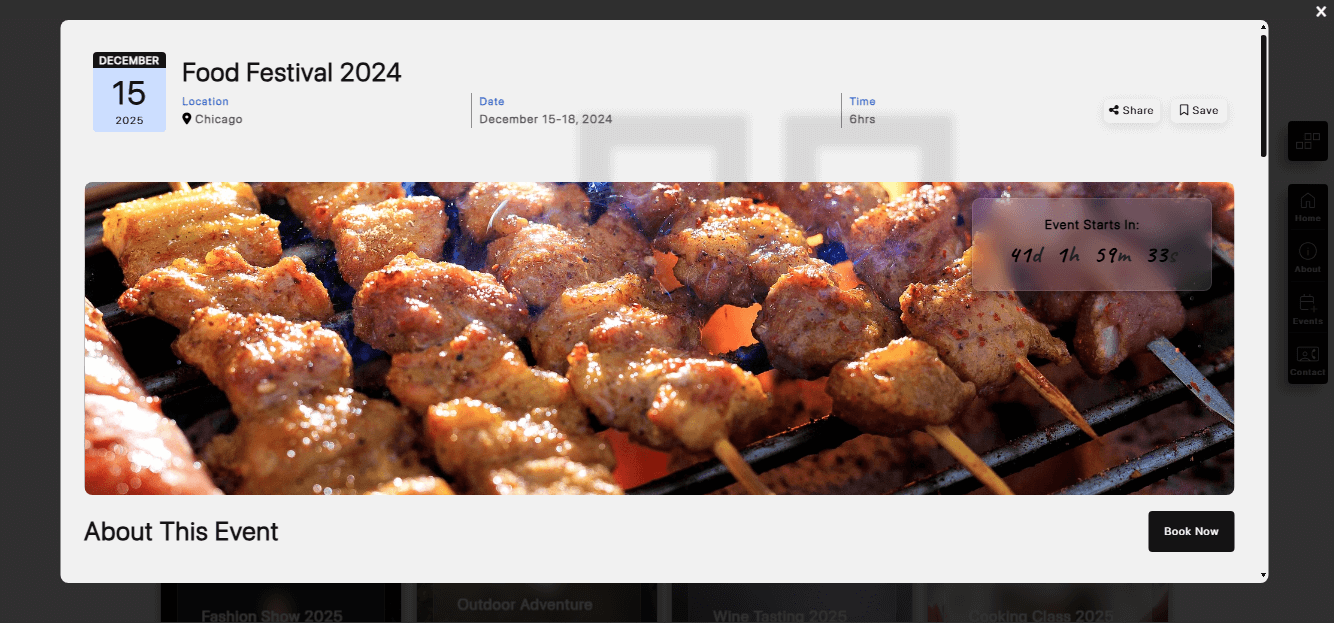 DECEMBER
15
2025
Food Festival 2024
Location
Chicago
Date
December 15-18, 2024
Time
6hrs
Share
Save
Event Starts In:
41d 1h 59m 33s
About This Event
Book Now
Home
About
Events
Contact
Fashion Show 2025
Outdoor Adventure
Wine Tasting 2025
Cooking Class 2025